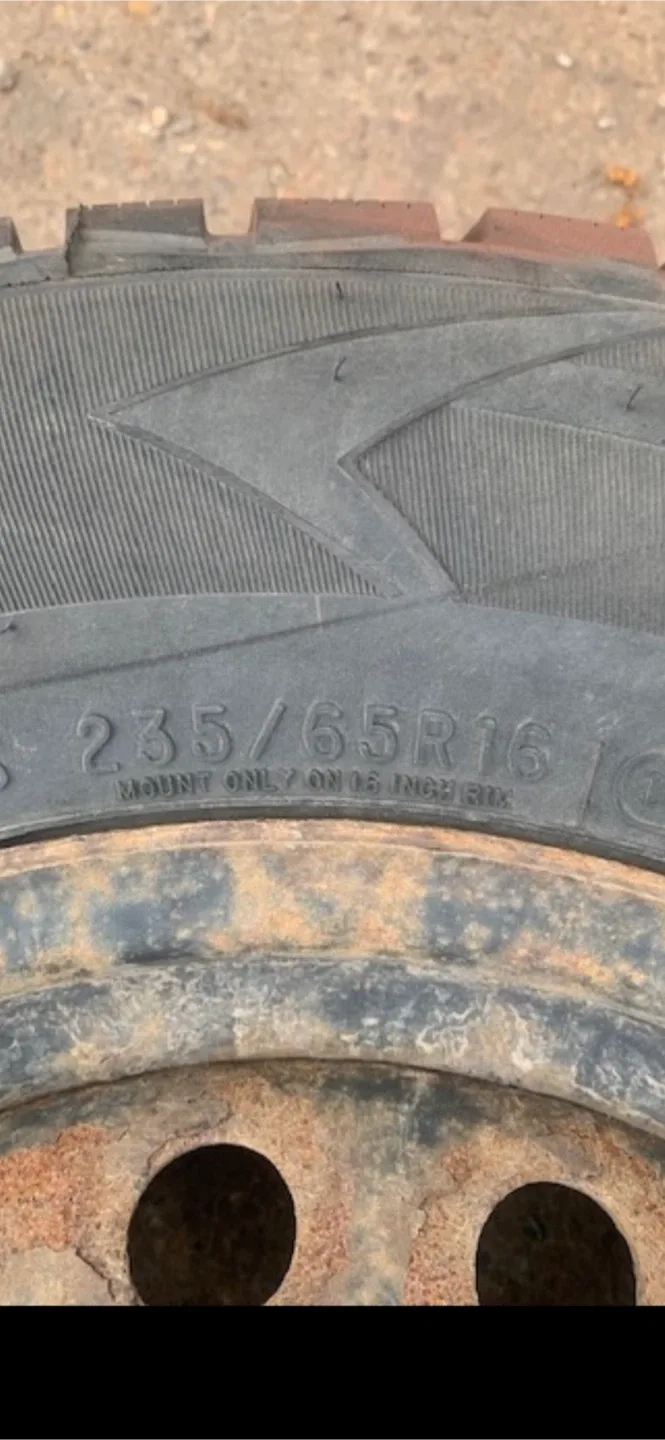 235/65R16
MOUNT ONLY ON 16 INCH RIM